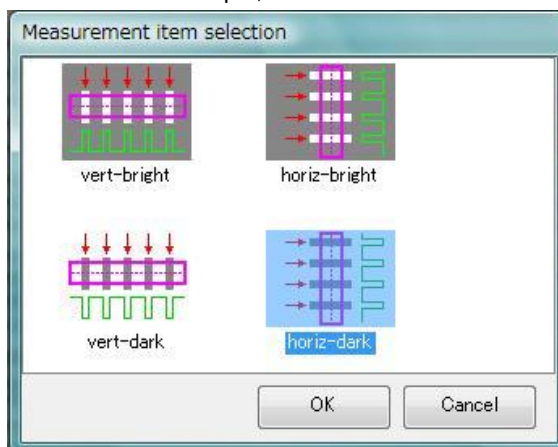 Measurement item selection
vert-bright
horiz-bright
vert-dark
horiz-dark
OK
Cancel